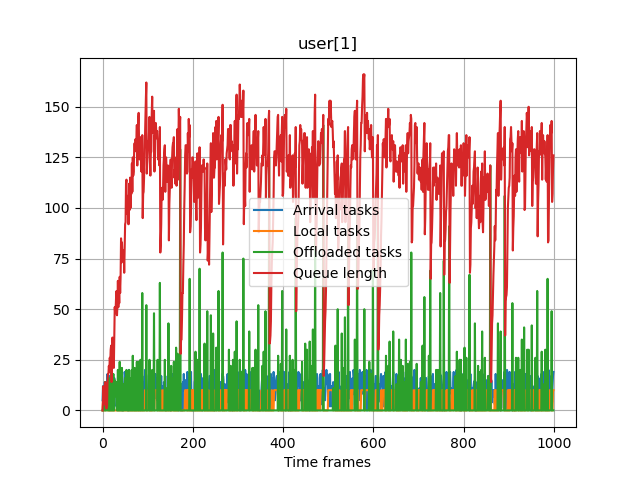 user[1]
150
125
100
75
50
25
0
Arrival tasks
Local tasks
Offloaded tasks
Queue length
0 200 400 600 800 1000
Time frames